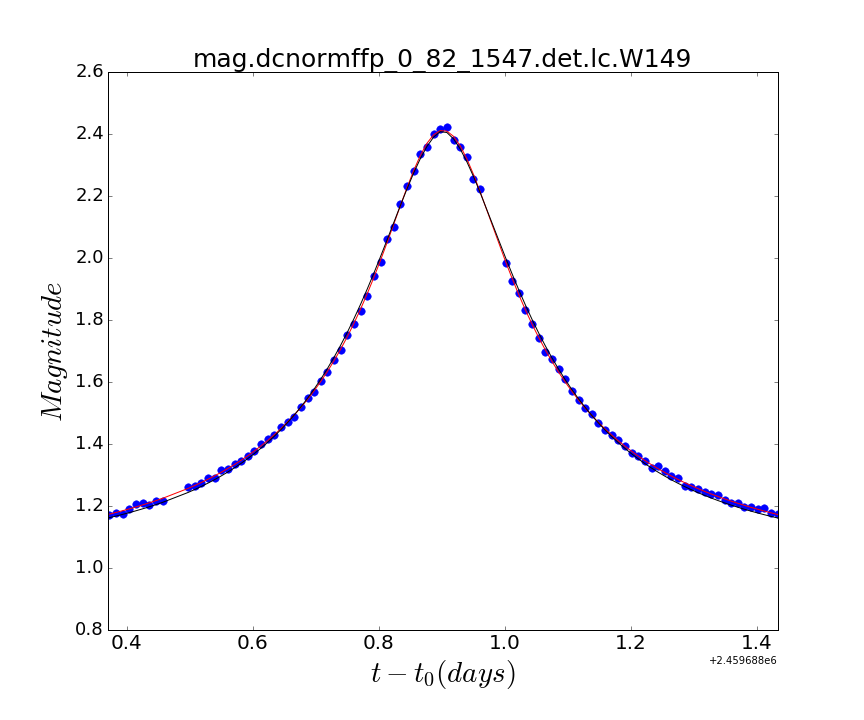 mag.dcnormffp_0_82_1547.det.lc.W149
2.6
2.4
2.2
2.0
1.8
1.6
1.4
1.2
1.0
0.8
Magnitude
0.4 0.6 0.8 1.0 1.2 1.4
+2.459688e6
t − t₀(days)